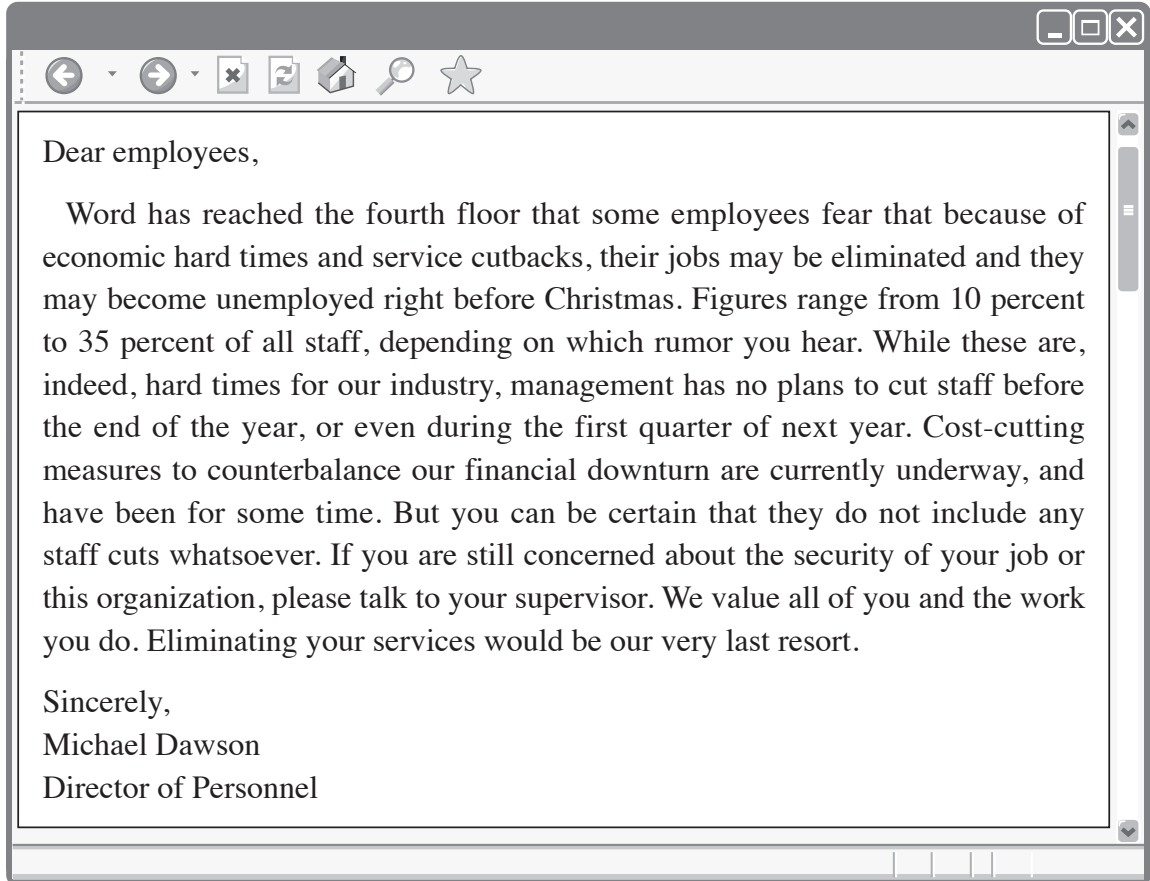 Dear employees,
Word has reached the fourth floor that some employees fear that because of
economic hard times and service cutbacks, their jobs may be eliminated and they
may become unemployed right before Christmas. Figures range from 10 percent
to 35 percent of all staff, depending on which rumor you hear. While these are,
indeed, hard times for our industry, management has no plans to cut staff before
the end of the year, or even during the first quarter of next year. Cost-cutting
measures to counterbalance our financial downturn are currently underway, and
have been for some time. But you can be certain that they do not include any
staff cuts whatsoever. If you are still concerned about the security of your job or
this organization, please talk to your supervisor. We value all of you and the work
you do. Eliminating your services would be our very last resort.
Sincerely,
Michael Dawson
Director of Personnel